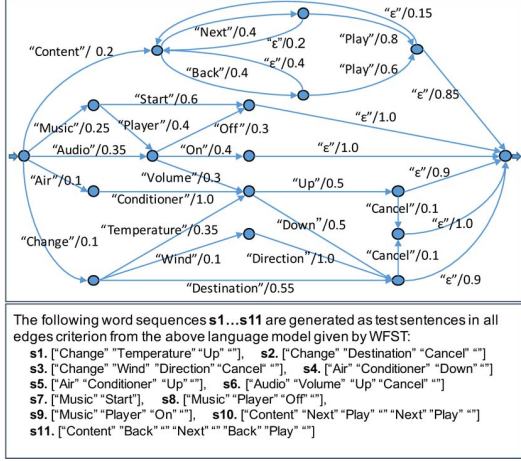 "ε"/0.15
"Next"/0.4
"ε"/0.2
"Play"/0.8
"Content"/ 0.2
"ε"/0.4
"Back"/0.4
"Play"/0.6
"ε"/0.85
"Start"/0.6
"Music"/0.25
"Player"/0.4
"Off"/0.3
"ε"/1.0
"Audio"/0.35
"On"/0.4
"ε"/1.0
"Air"/0.1
"Volume"/0.3
"Up"/0.5
"ε"/0.9
"Conditioner"/1.0
"Cancel"/0.1
"Change"/0.1
"Temperature"/0.35
"Down"/0.5
"ε"/1.0
"Wind"/0.1
"Direction"/1.0
"Cancel"/0.1
"Destination"/0.55
"ε"/0.9
The following word sequences s1…s11 are generated as test sentences in all
edges criterion from the above language model given by WFST:
s1. ["Change" "Temperature" "Up" ""], s2. ["Change" "Destination" "Cancel" ""]
s3. ["Change" "Wind" "Direction" "Cancel" ""], s4. ["Air" "Conditioner" "Down" ""]
s5. ["Air" "Conditioner" "Up" ""], s6. ["Audio" "Volume" "Up" "Cancel" ""]
s7. ["Music" "Start"], s8. ["Music" "Player" "Off" ""],
s9. ["Music" "Player" "On" ""], s10. ["Content" "Next" "Play" "" "Next" "Play" ""]
s11. ["Content" "Back" "" "Next" "" "Back" "Play" ""]